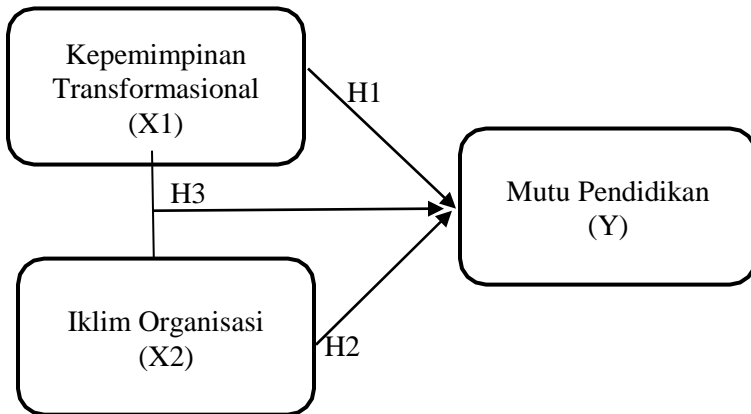 Kepemimpinan
Transformasional
(X1)
H1
H3
Mutu Pendidikan
(Y)
Iklim Organisasi
(X2)
H2